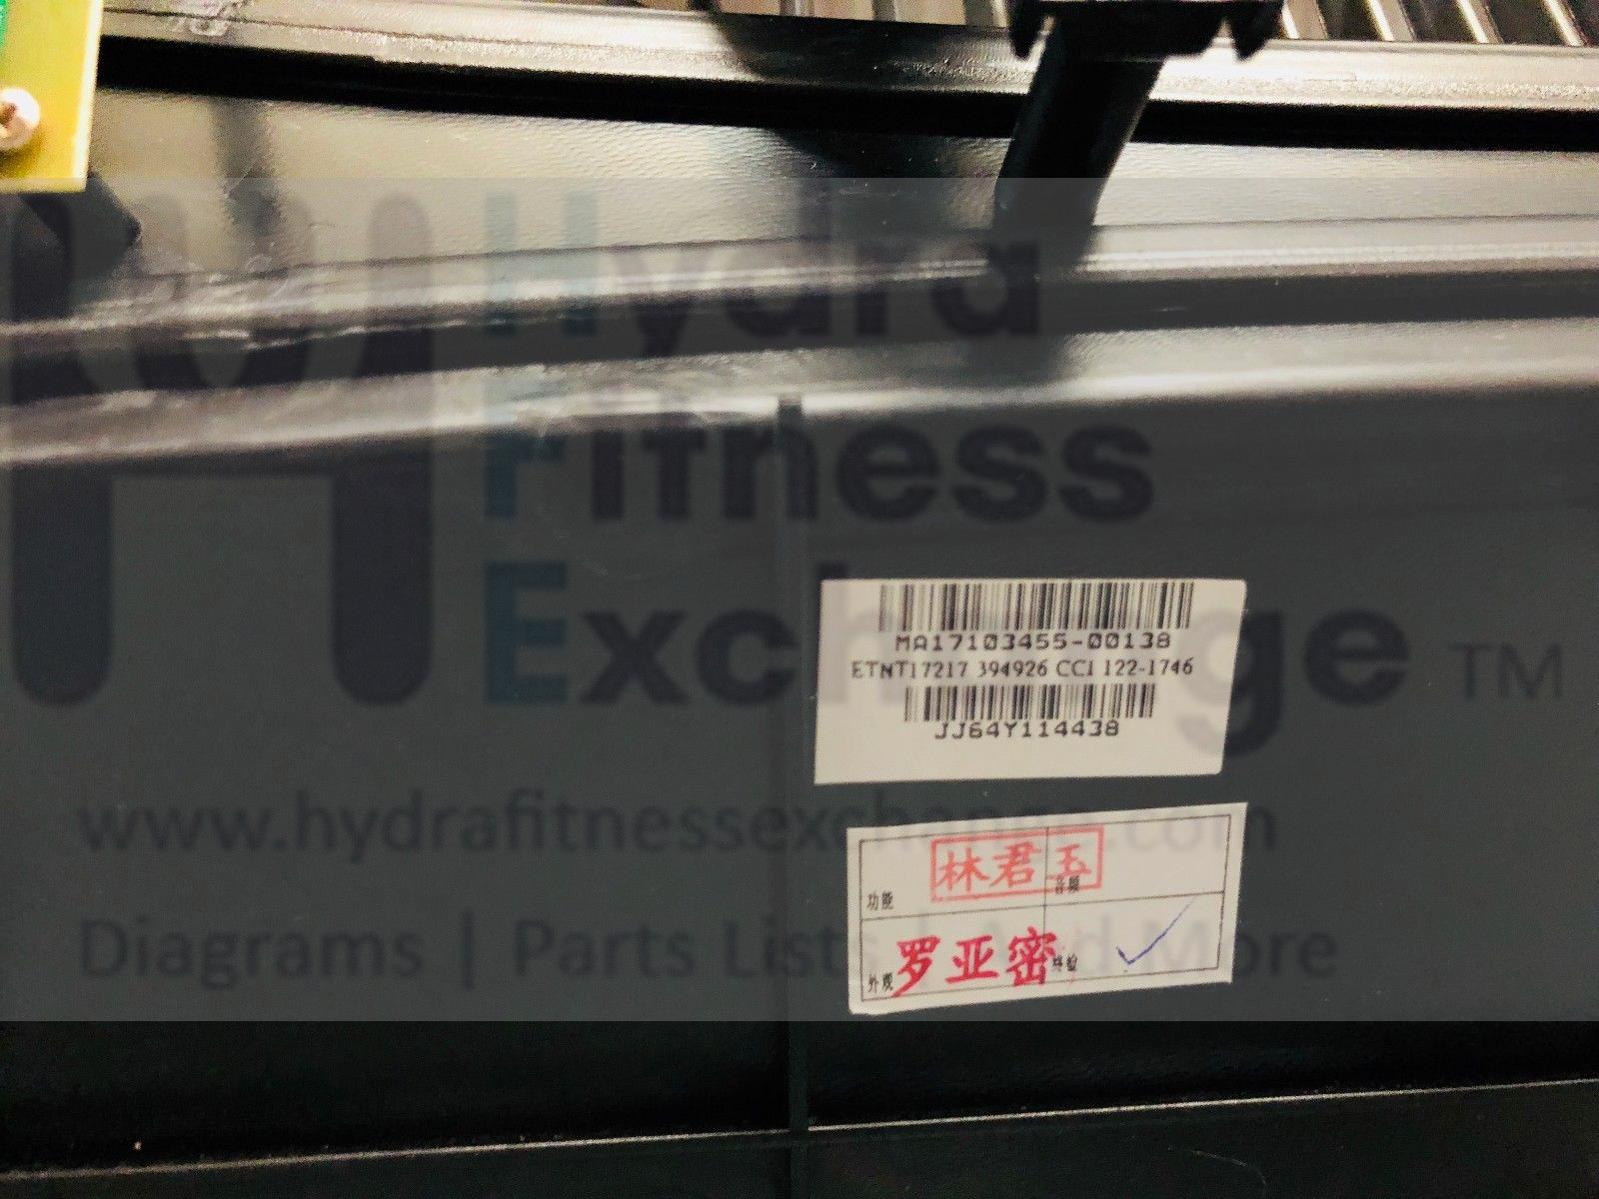 Hydra
Fitness
Exchange TM
www.hydrafitnessexchange.com
Diagrams | Parts Lists | And More
MA17103455-00138
ETNT17217 394926 CC1 122-1746
JJ64Y114438
林君玉
功能
音频
罗亚密
外观
终检